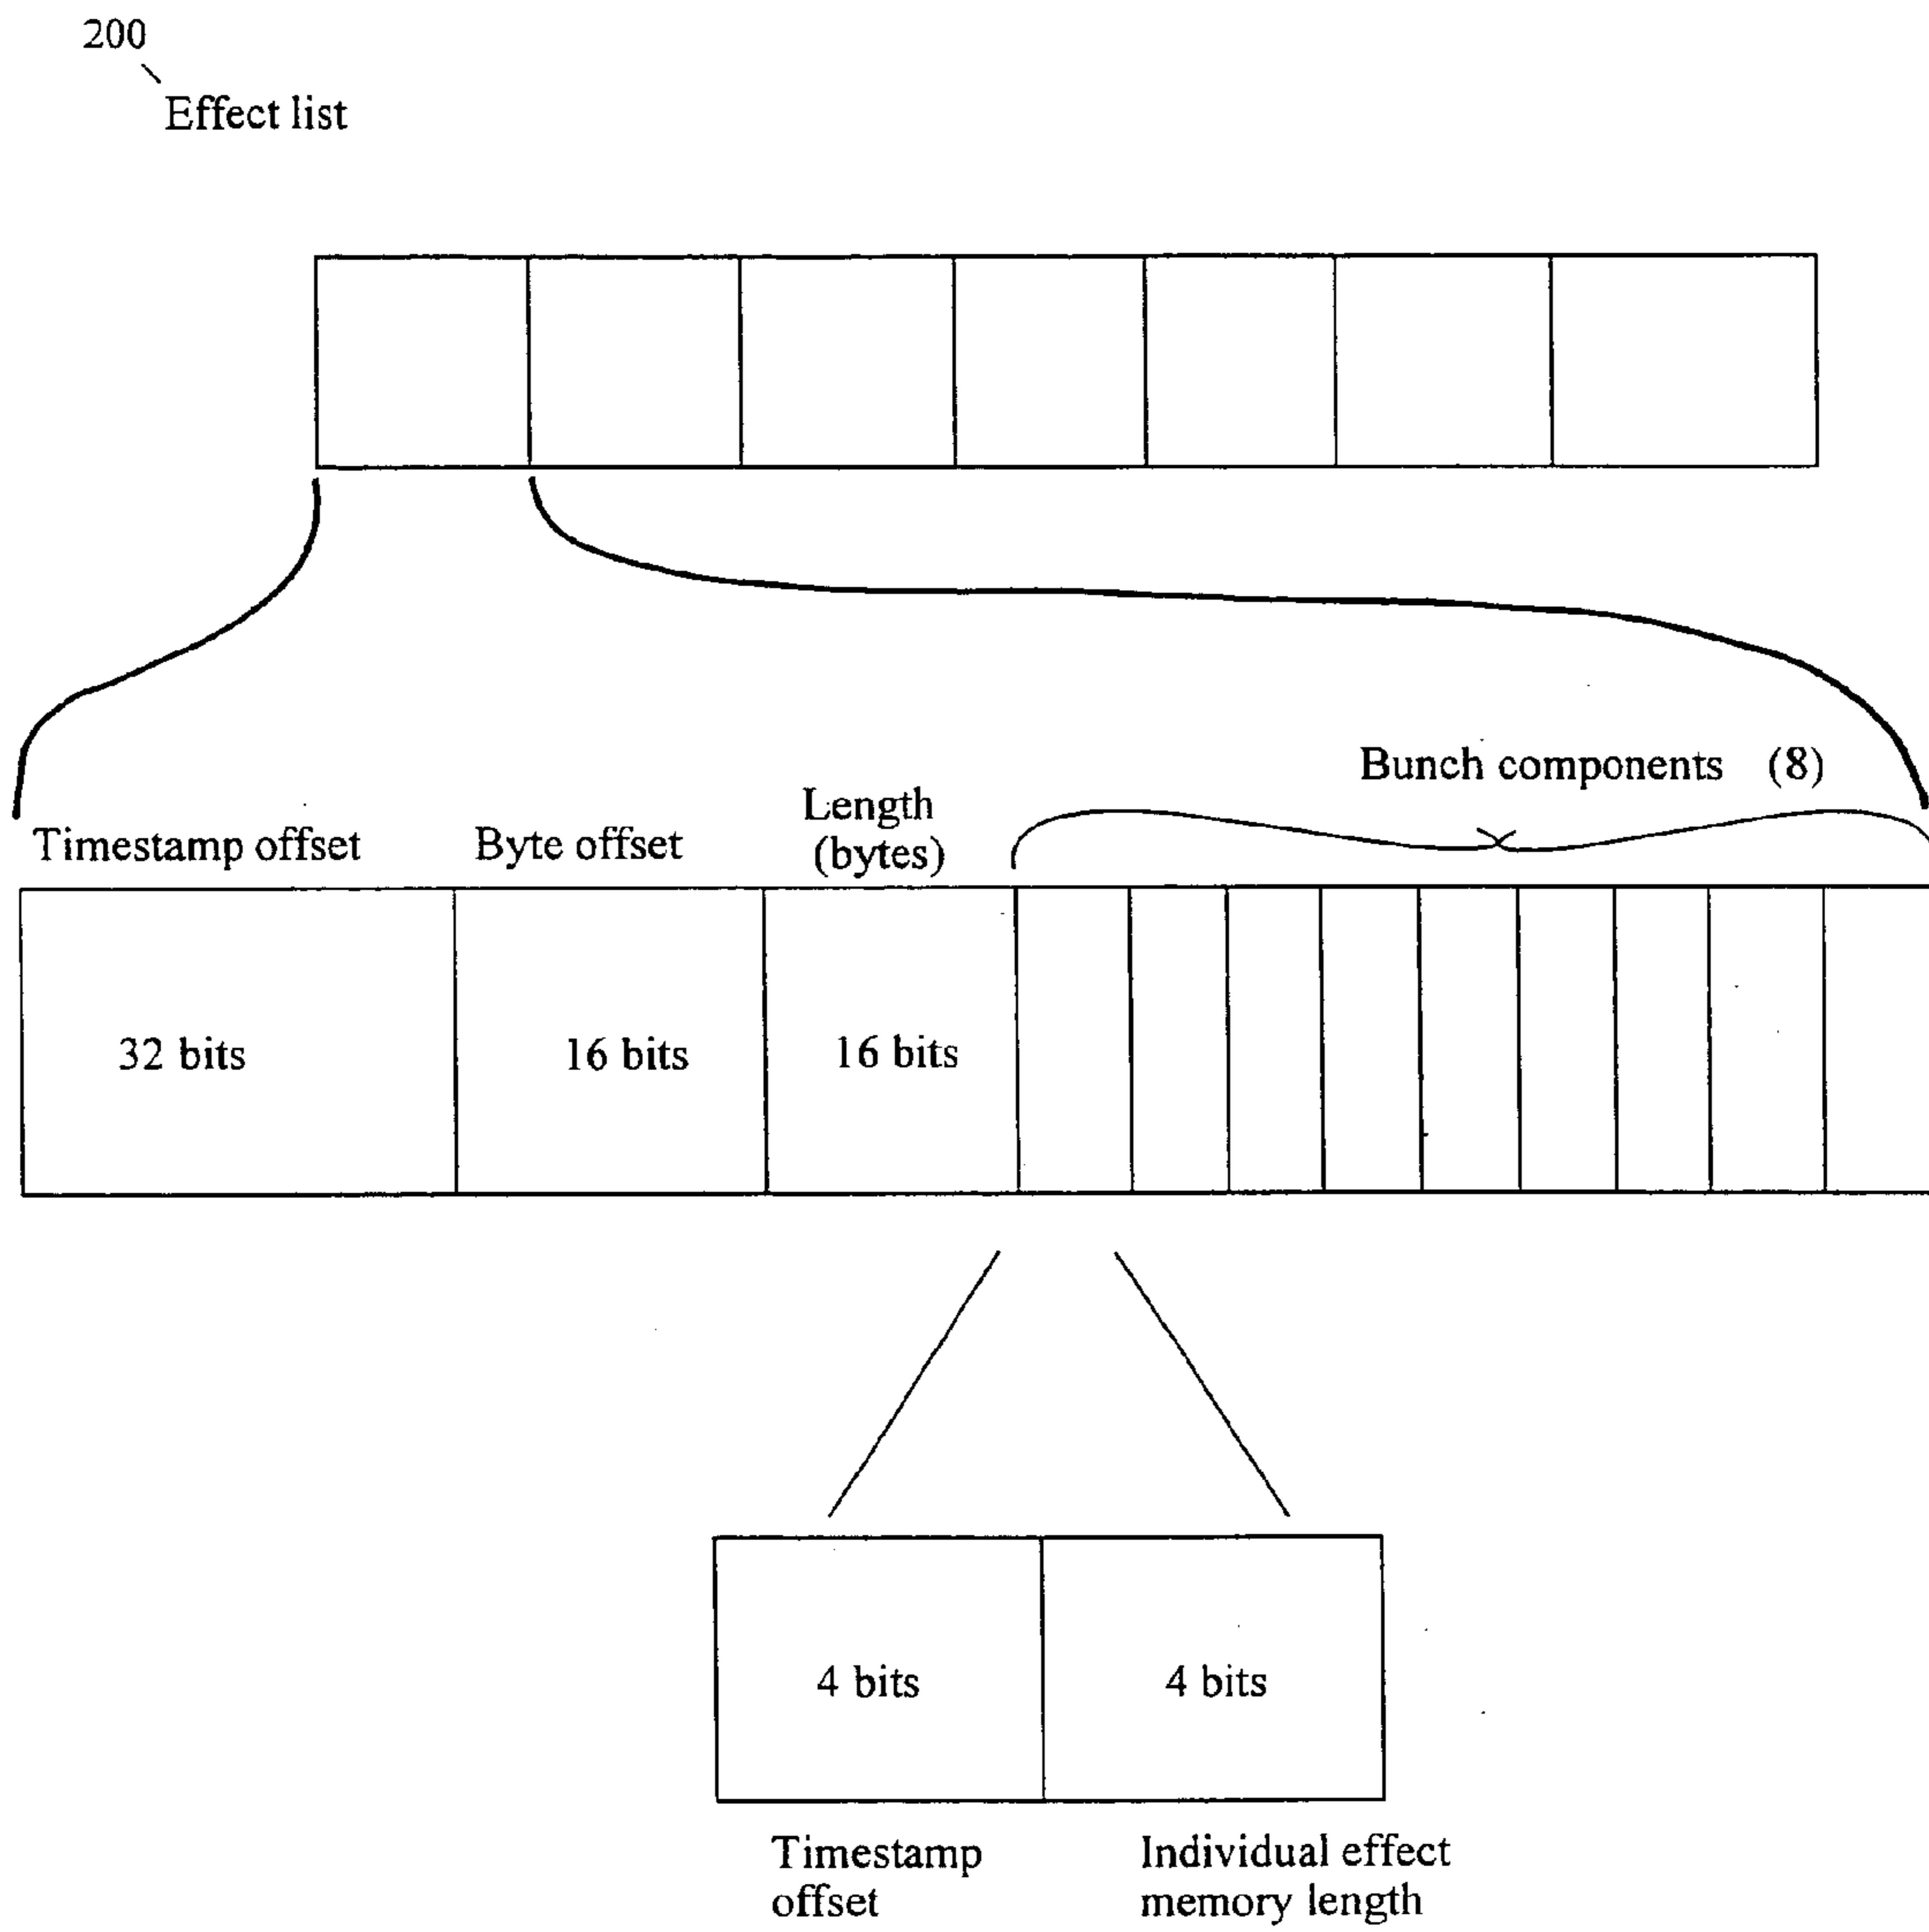 200
Effect list
Bunch components (8)
Length
(bytes)
Timestamp offset
Byte offset
32 bits
16 bits
16 bits
4 bits
4 bits
Timestamp
offset
Individual effect
memory length